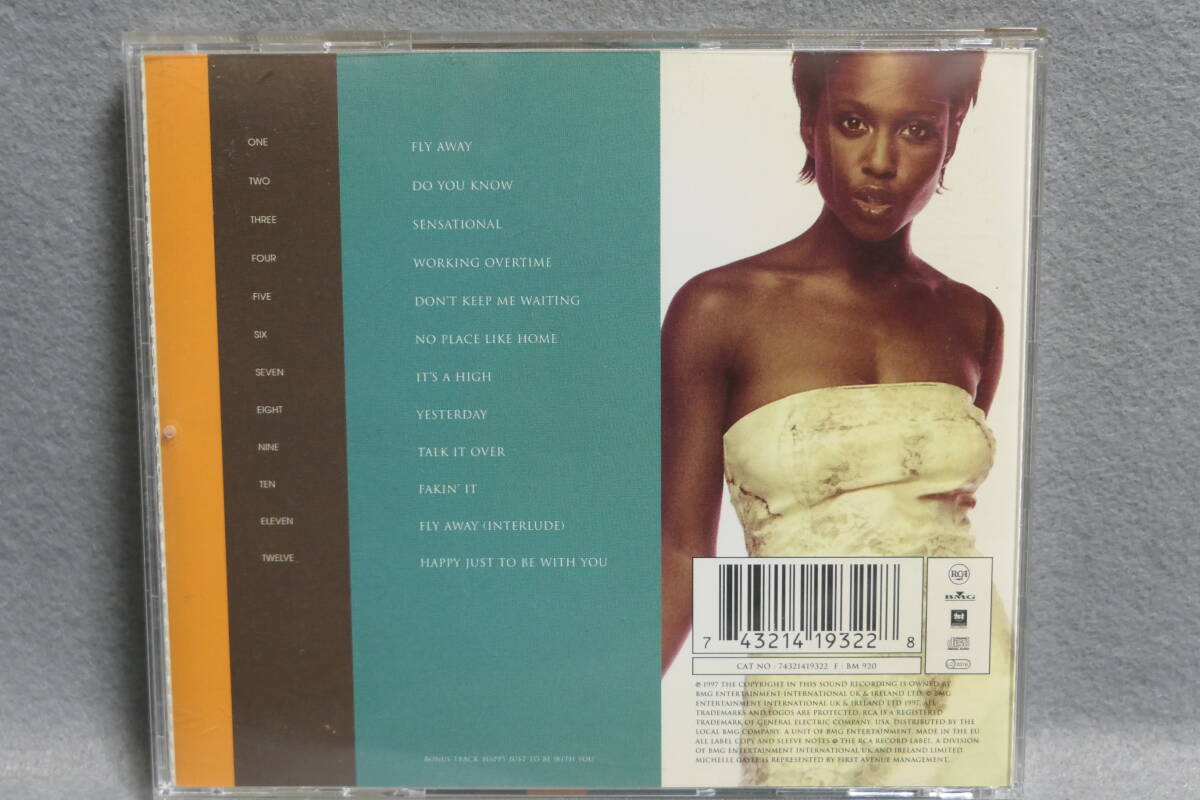 ONE FLY AWAY
TWO DO YOU KNOW
THREE SENSATIONAL
FOUR WORKING OVERTIME
FIVE DON'T KEEP ME WAITING
SIX NO PLACE LIKE HOME
SEVEN IT'S A HIGH
EIGHT YESTERDAY
NINE TALK IT OVER
TEN FAKIN' IT
ELEVEN FLY AWAY (INTERLUDE)
TWELVE HAPPY JUST TO BE WITH YOU
BONUS TRACK HAPPY JUST TO BE WITH YOU
7 43214 19322 8
CAT NO : 74321419322 F : BM 920
RCA
BMG
℗ 1997 THE COPYRIGHT IN THIS SOUND RECORDING IS OWNED BY
BMG ENTERTAINMENT INTERNATIONAL UK & IRELAND LTD. © BMG
ENTERTAINMENT INTERNATIONAL UK & IRELAND LTD 1997. ALL
TRADEMARKS AND LOGOS ARE PROTECTED. RCA IS A REGISTERED
TRADEMARK OF GENERAL ELECTRIC COMPANY, USA. DISTRIBUTED BY THE
LOCAL BMG COMPANY. A UNIT OF BMG ENTERTAINMENT. MADE IN THE EU
ALL LABEL COPY AND SLEEVE NOTES ℗ THE RCA RECORD LABEL, A DIVISION
OF BMG ENTERTAINMENT INTERNATIONAL UK AND IRELAND LIMITED.
MICHELLE GAYLE IS REPRESENTED BY FIRST AVENUE MANAGEMENT.